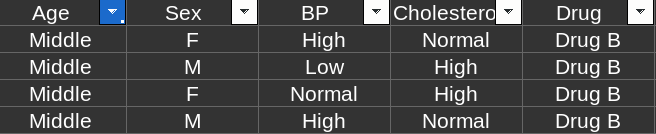 Age Sex BP Cholestero Drug
Middle F High Normal Drug B
Middle M Low High Drug B
Middle F Normal High Drug B
Middle M High Normal Drug B